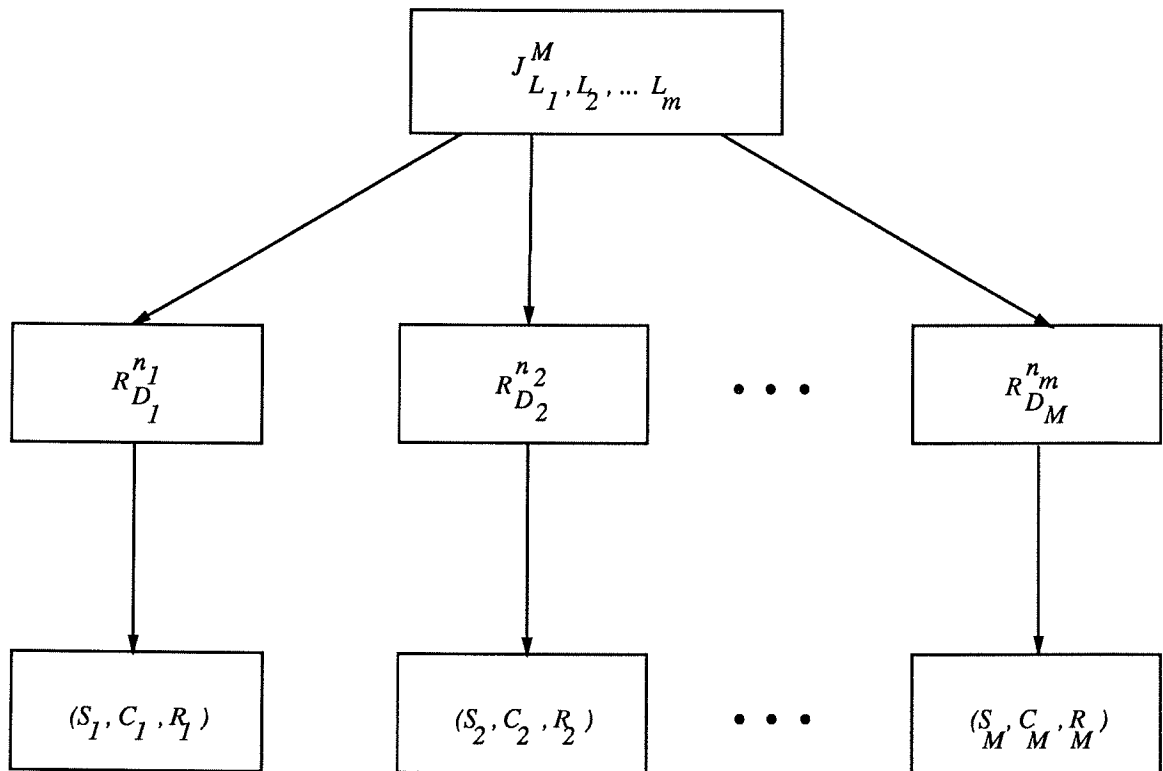 J^M_{L_1, L_2, ... L_m}
R^{n_1}_{D_1}
R^{n_2}_{D_2}
• • •
R^{n_m}_{D_M}
(S_1, C_1, R_1)
(S_2, C_2, R_2)
• • •
(S_M, C_M, R_M)